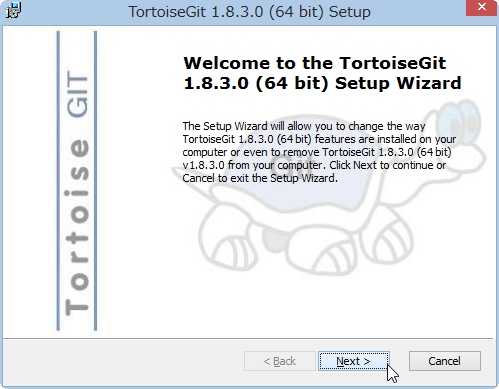 TortoiseGit 1.8.3.0 (64 bit) Setup
Tortoise GIT
Welcome to the TortoiseGit
1.8.3.0 (64 bit) Setup Wizard
The Setup Wizard will allow you to change the way
TortoiseGit 1.8.3.0 (64 bit) features are installed on your
computer or even to remove TortoiseGit 1.8.3.0 (64 bit)
v1.8.3.0 from your computer. Click Next to continue or
Cancel to exit the Setup Wizard.
< Back
Next >
Cancel